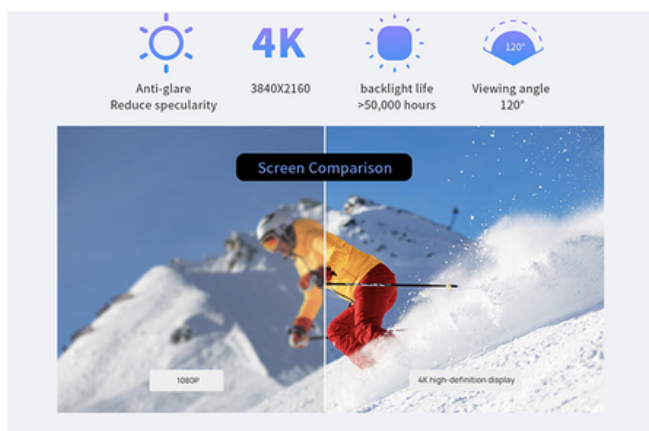 4K
120°
Anti-glare
Reduce specularity
3840X2160
backlight life
>50,000 hours
Viewing angle
120°
Screen Comparison
1080P
4K high-definition display